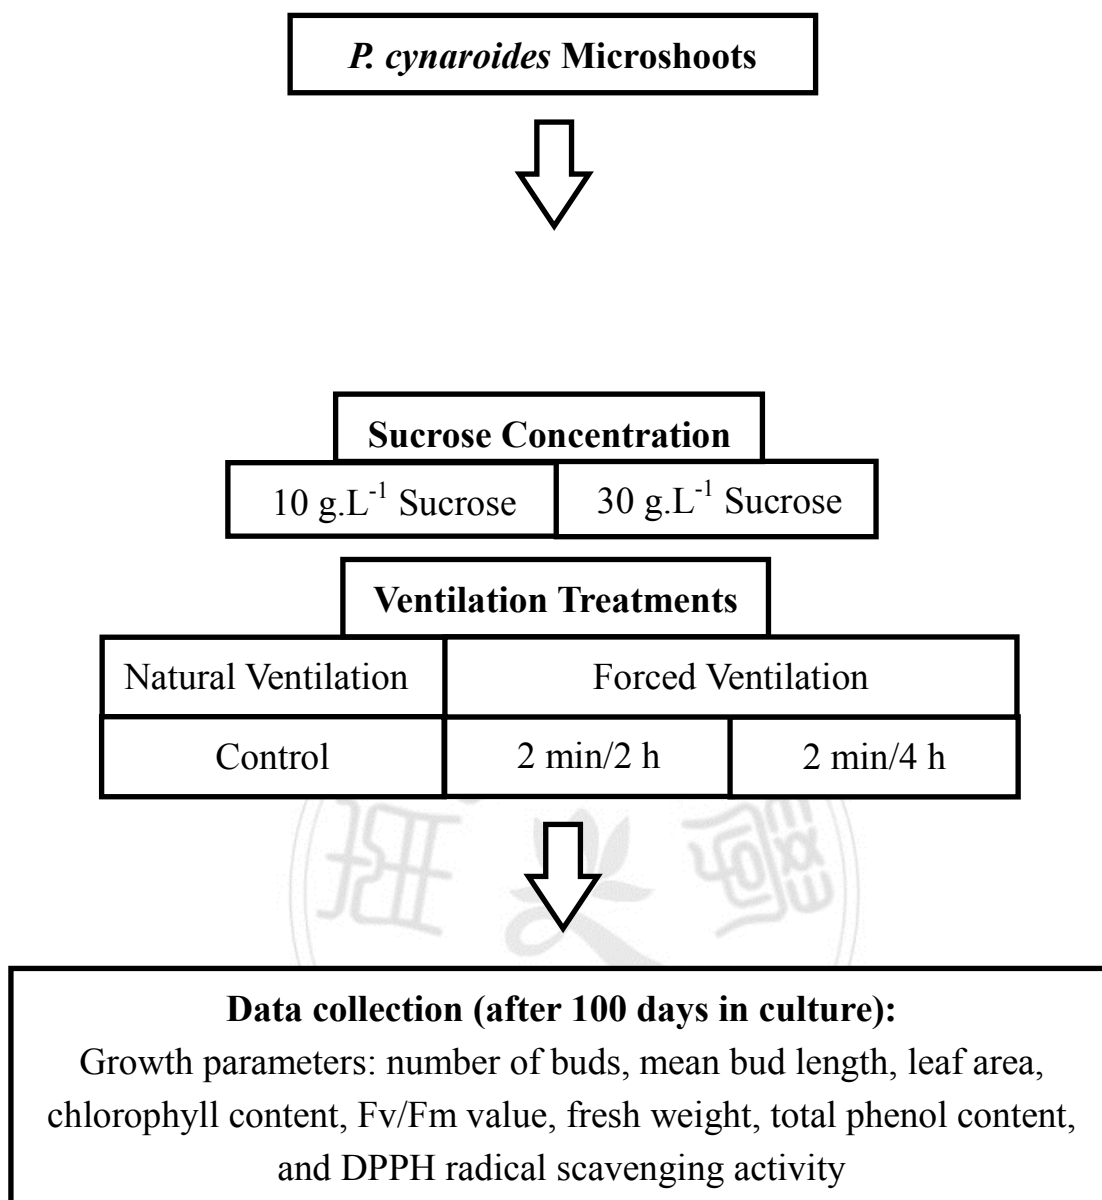 P. cynaroides Microshoots
Sucrose Concentration
10 g.L⁻¹ Sucrose
30 g.L⁻¹ Sucrose
Ventilation Treatments
Natural Ventilation
Forced Ventilation
Control
2 min/2 h
2 min/4 h
Data collection (after 100 days in culture):
Growth parameters: number of buds, mean bud length, leaf area,
chlorophyll content, Fv/Fm value, fresh weight, total phenol content,
and DPPH radical scavenging activity